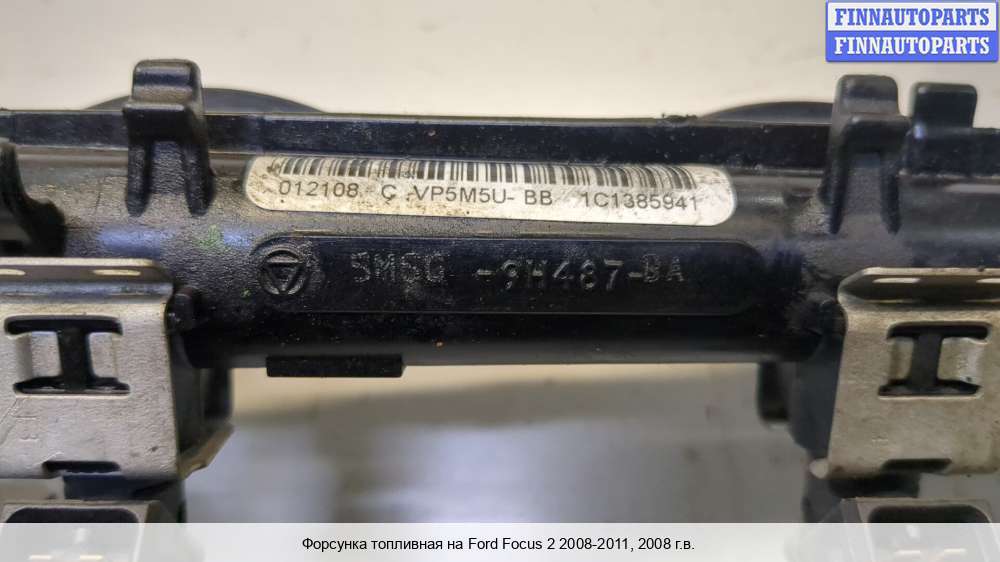 FINNAUTOPARTS
FINNAUTOPARTS
012108 Ç .VP5M5U- BB 1C1385941
5M5G -9H487-BA
Форсунка топливная на Ford Focus 2 2008-2011, 2008 г.в.